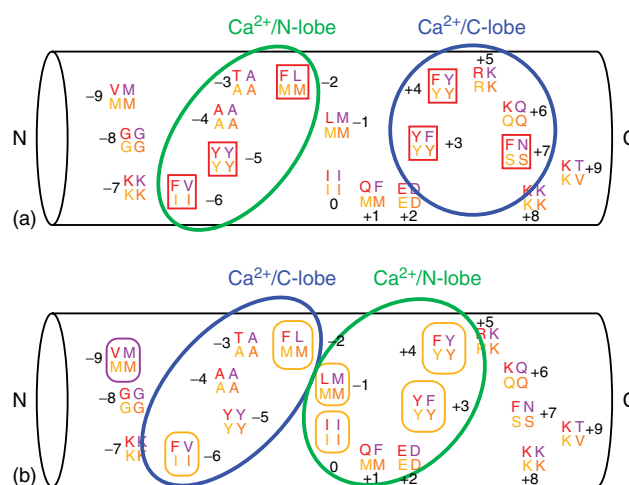 Ca²⁺/N-lobe Ca²⁺/C-lobe
N
C
(a)
–9 VM
MM
–8 GG
GG
–7 KK
KK
FV
II –6
YY
YY –5
–4 AA
AA
–3 TA
AA
FL –2
MM
LM –1
MM
II
II
0
QF
MM
+1
ED
ED
+2
YF +3
YY
+4 FY
YY
+5
RK
RK
KQ +6
QQ
FN +7
SS
KK
KK
+8
KT +9
KV
Ca²⁺/C-lobe Ca²⁺/N-lobe
N
C
(b)
–9 VM
MM
–8 GG
GG
–7 KK
KK
FV
II –6
YY –5
YY
–4 AA
AA
–3 TA
AA
FL –2
MM
LM –1
MM
II
II
0
QF
MM
+1
ED
ED
+2
YF +3
YY
+4 FY
YY
+5
RK
RK
KQ +6
QQ
FN +7
SS
KK
KK
+8
KT +9
KV